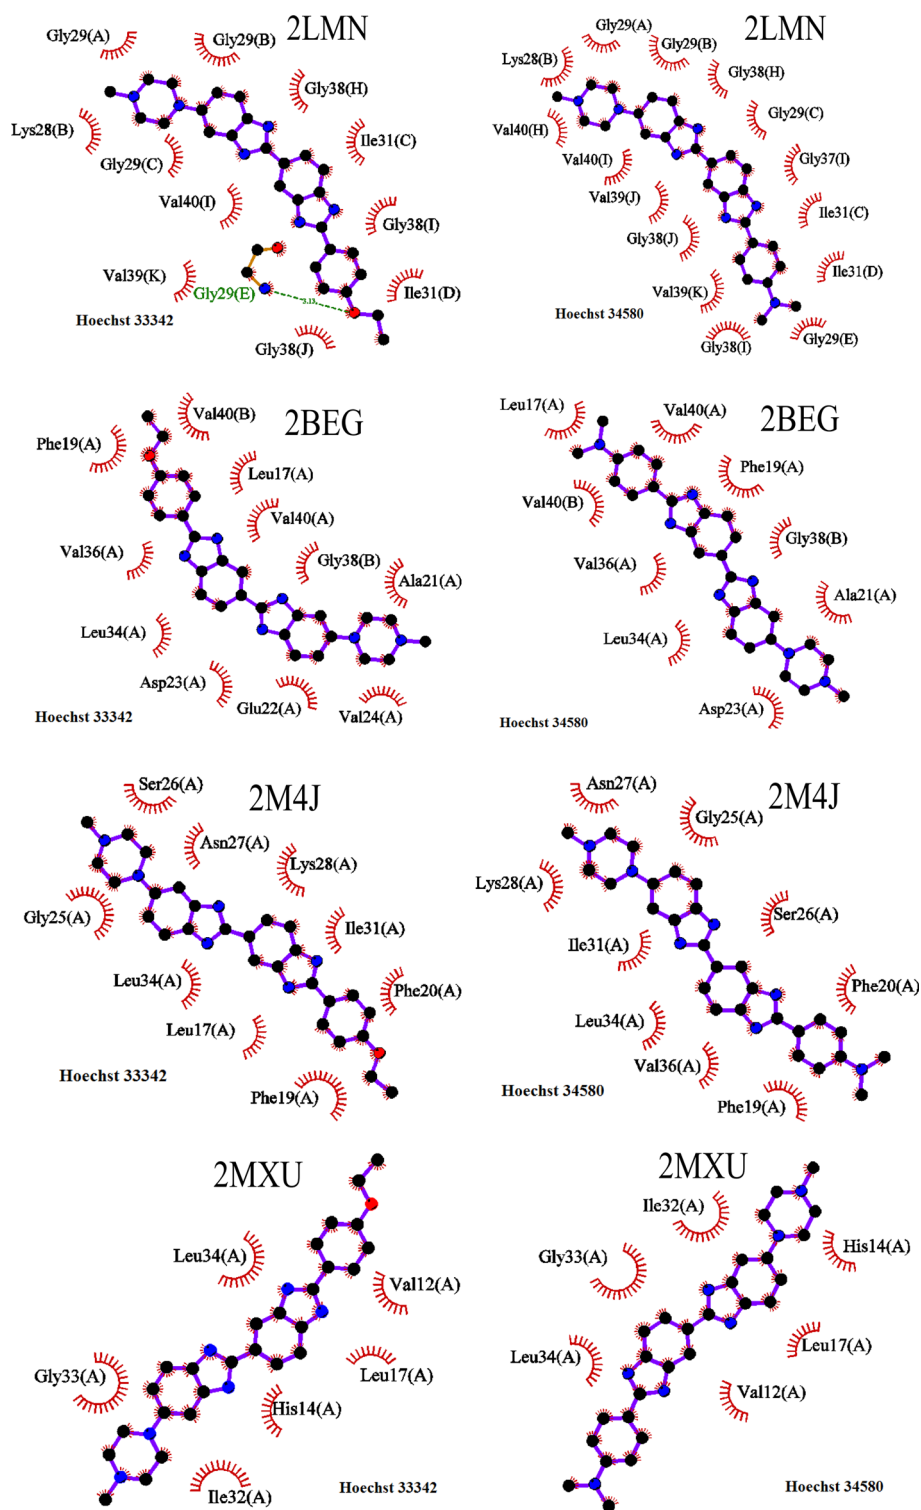 2LMN
Gly29(A)
Gly29(B)
Gly38(H)
Lys28(B)
Ile31(C)
Gly29(C)
Val40(I)
Gly38(I)
Val39(K)
Gly29(E)
3.13
Ile31(D)
Hoechst 33342
Gly38(J)
2LMN
Gly29(A)
Gly29(B)
Lys28(B)
Gly38(H)
Gly29(C)
Val40(H)
Val40(I)
Gly37(I)
Val39(J)
Ile31(C)
Gly38(J)
Ile31(D)
Val39(K)
Hoechst 34580
Gly38(I)
Gly29(E)
2BEG
Val40(B)
Phe19(A)
Leu17(A)
Val40(A)
Val36(A)
Gly38(B)
Ala21(A)
Leu34(A)
Asp23(A)
Glu22(A)
Val24(A)
Hoechst 33342
2BEG
Leu17(A)
Val40(A)
Phe19(A)
Val40(B)
Gly38(B)
Val36(A)
Ala21(A)
Leu34(A)
Asp23(A)
Hoechst 34580
2M4J
Ser26(A)
Asn27(A)
Lys28(A)
Gly25(A)
Ile31(A)
Leu34(A)
Phe20(A)
Leu17(A)
Hoechst 33342
Phe19(A)
2M4J
Asn27(A)
Gly25(A)
Lys28(A)
Ser26(A)
Ile31(A)
Phe20(A)
Leu34(A)
Val36(A)
Hoechst 34580
Phe19(A)
2MXU
Leu34(A)
Val12(A)
Gly33(A)
Leu17(A)
His14(A)
Ile32(A)
Hoechst 33342
2MXU
Ile32(A)
His14(A)
Gly33(A)
Leu17(A)
Leu34(A)
Val12(A)
Hoechst 34580